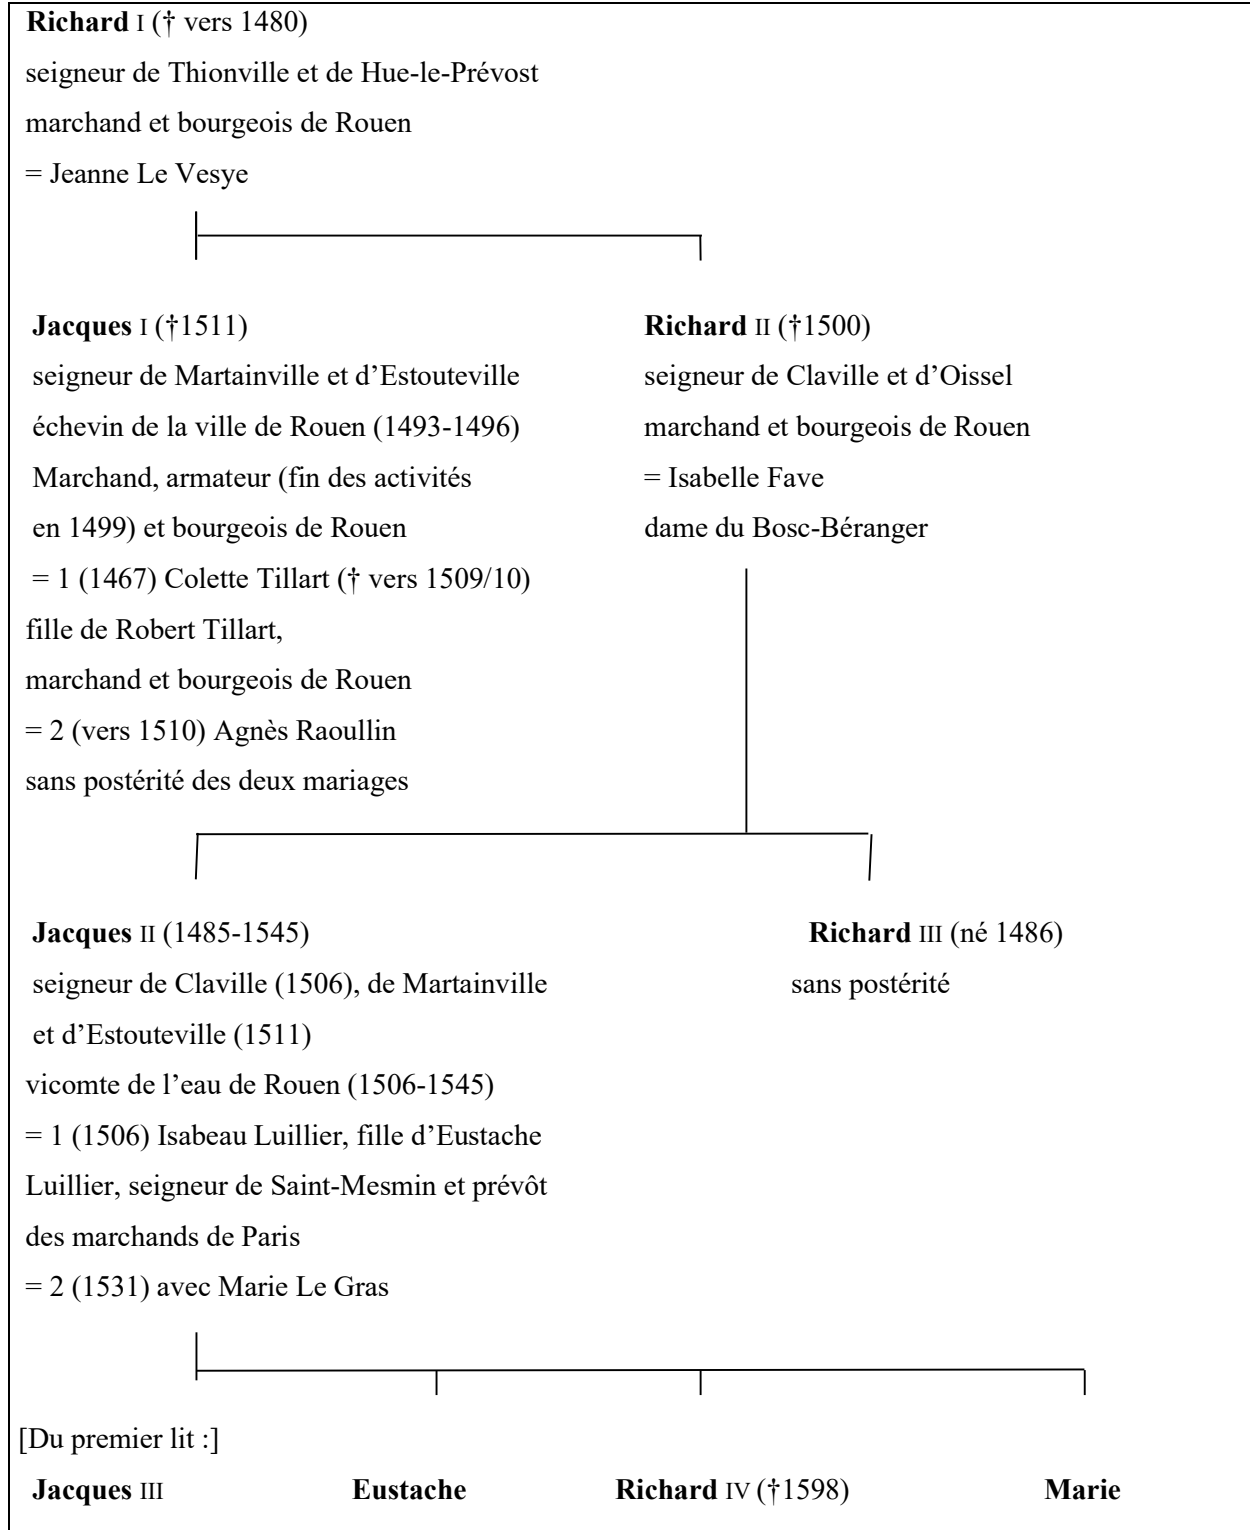 Richard I († vers 1480)
seigneur de Thionville et de Hue-le-Prévost
marchand et bourgeois de Rouen
= Jeanne Le Vesye
Jacques I (†1511)
seigneur de Martainville et d’Estouteville
échevin de la ville de Rouen (1493-1496)
Marchand, armateur (fin des activités
en 1499) et bourgeois de Rouen
= 1 (1467) Colette Tillart († vers 1509/10)
fille de Robert Tillart,
marchand et bourgeois de Rouen
= 2 (vers 1510) Agnès Raoullin
sans postérité des deux mariages
Richard II (†1500)
seigneur de Claville et d’Oissel
marchand et bourgeois de Rouen
= Isabelle Fave
dame du Bosc-Béranger
Jacques II (1485-1545)
seigneur de Claville (1506), de Martainville
et d’Estouteville (1511)
vicomte de l’eau de Rouen (1506-1545)
= 1 (1506) Isabeau Luillier, fille d’Eustache
Luillier, seigneur de Saint-Mesmin et prévôt
des marchands de Paris
= 2 (1531) avec Marie Le Gras
Richard III (né 1486)
sans postérité
[Du premier lit :]
Jacques III
Eustache
Richard IV (†1598)
Marie